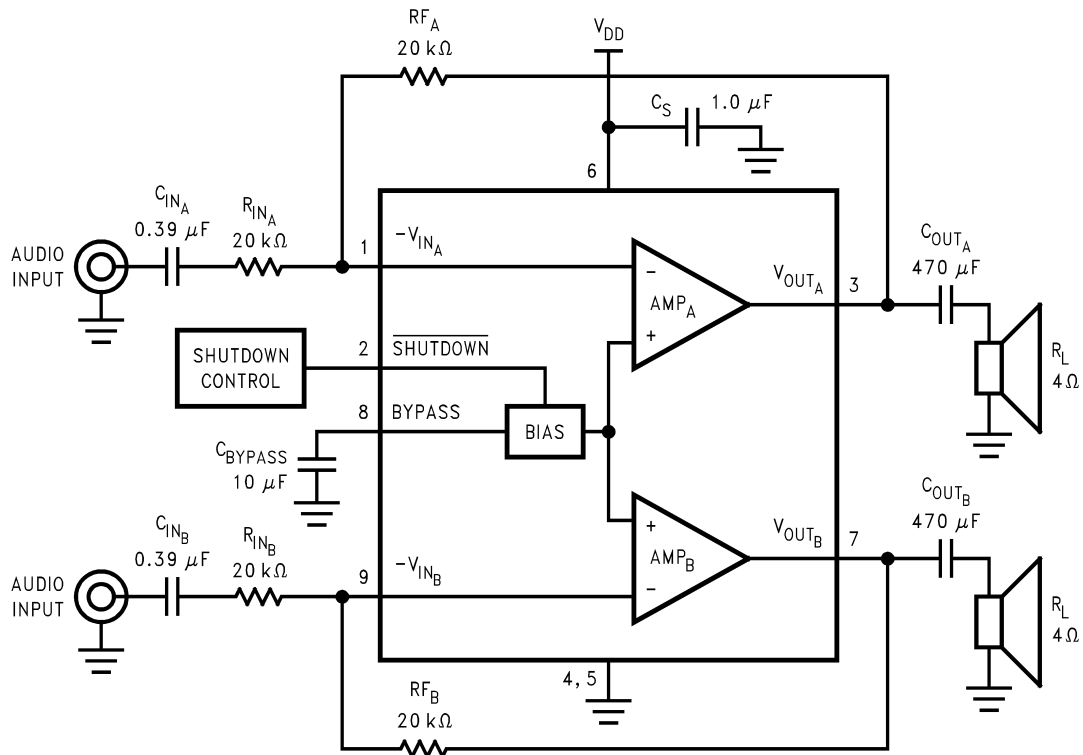 RF_A
20 kΩ
V_DD
C_S 1.0 μF
6
C_IN_A
0.39 μF
R_IN_A
20 kΩ
AUDIO
INPUT
1 -V_IN_A
-
AMP_A
+
V_OUT_A 3
C_OUT_A
470 μF
R_L
4Ω
SHUTDOWN
CONTROL
2 SHUTDOWN
8 BYPASS
BIAS
C_BYPASS
10 μF
C_IN_B
0.39 μF
R_IN_B
20 kΩ
AUDIO
INPUT
9 -V_IN_B
+
AMP_B
-
V_OUT_B 7
C_OUT_B
470 μF
R_L
4Ω
4, 5
RF_B
20 kΩ